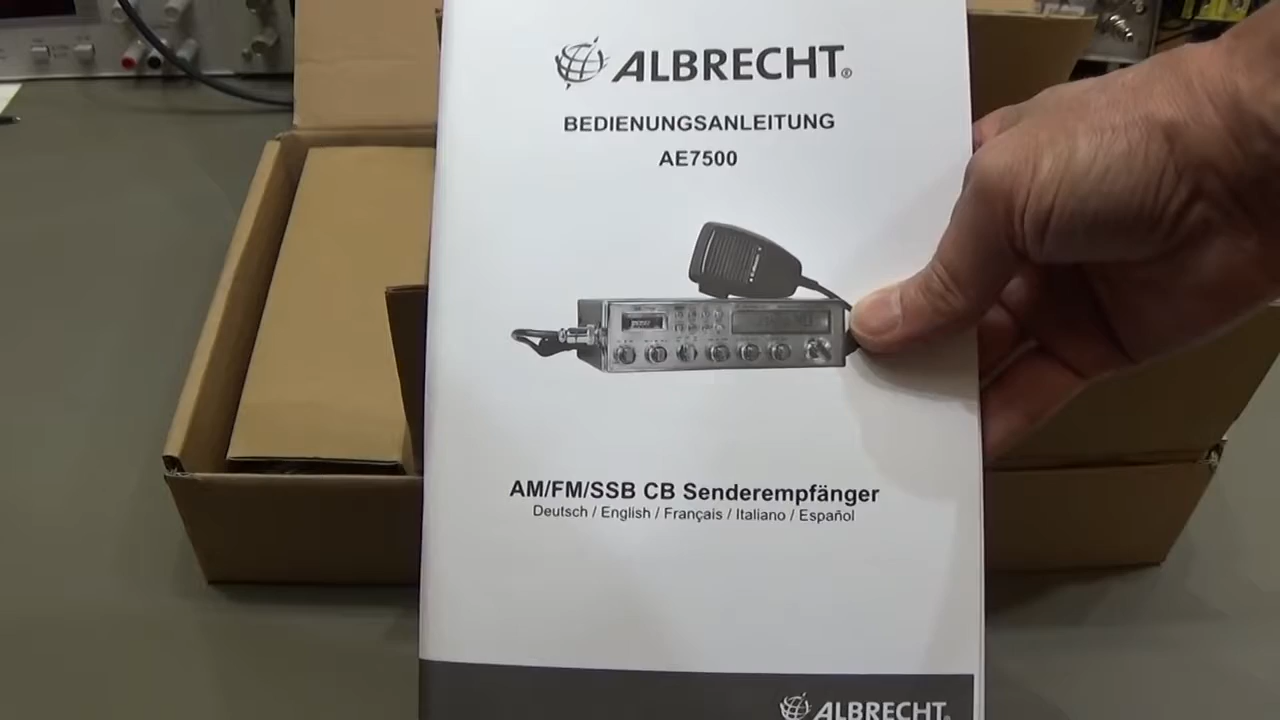 ALBRECHT®
BEDIENUNGSANLEITUNG
AE7500
AM/FM/SSB CB Senderempfänger
Deutsch / English / Français / Italiano / Español
ALBRECHT®